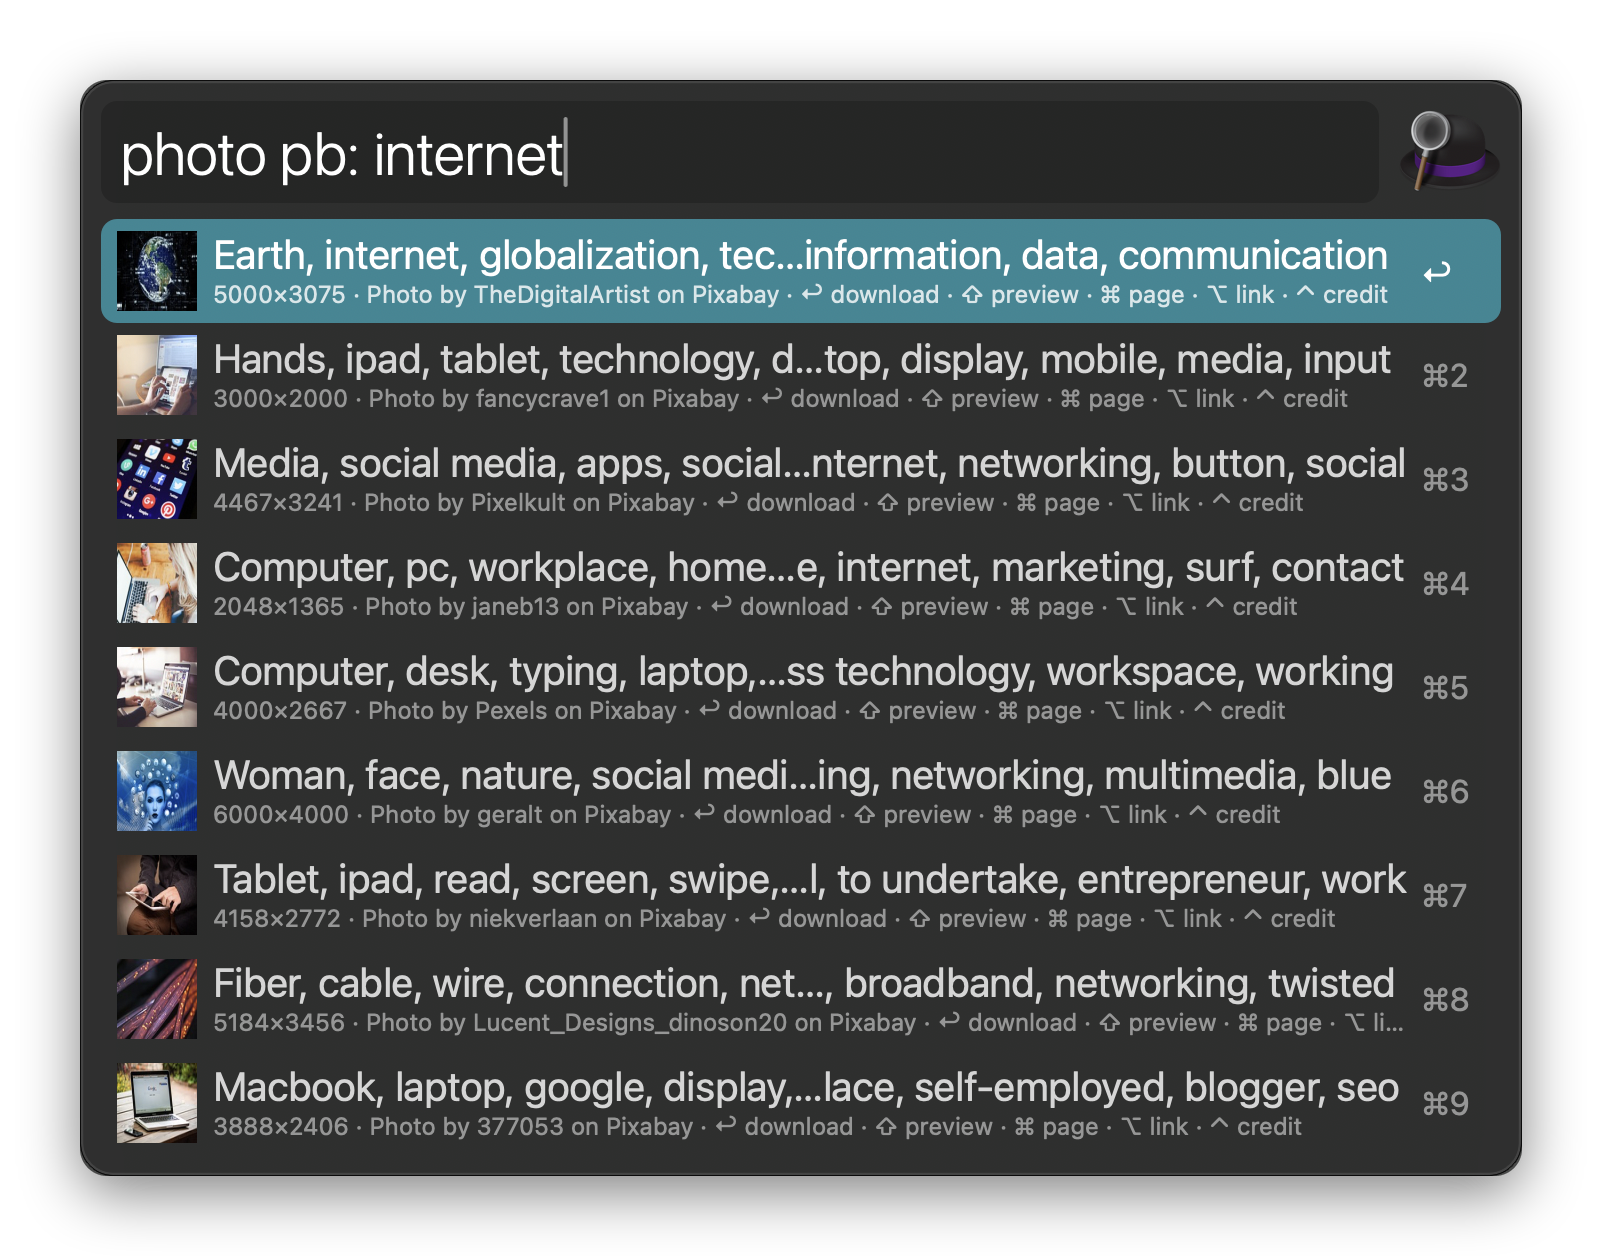 photo pb: internet
Earth, internet, globalization, tec...information, data, communication
5000×3075 · Photo by TheDigitalArtist on Pixabay · ↩ download · ⇧ preview · ⌘ page · ⌥ link · ^ credit
↩
Hands, ipad, tablet, technology, d...top, display, mobile, media, input
3000×2000 · Photo by fancycrave1 on Pixabay · ↩ download · ⇧ preview · ⌘ page · ⌥ link · ^ credit
⌘2
Media, social media, apps, social...nternet, networking, button, social
4467×3241 · Photo by Pixelkult on Pixabay · ↩ download · ⇧ preview · ⌘ page · ⌥ link · ^ credit
⌘3
Computer, pc, workplace, home...e, internet, marketing, surf, contact
2048×1365 · Photo by janeb13 on Pixabay · ↩ download · ⇧ preview · ⌘ page · ⌥ link · ^ credit
⌘4
Computer, desk, typing, laptop,...ss technology, workspace, working
4000×2667 · Photo by Pexels on Pixabay · ↩ download · ⇧ preview · ⌘ page · ⌥ link · ^ credit
⌘5
Woman, face, nature, social medi...ing, networking, multimedia, blue
6000×4000 · Photo by geralt on Pixabay · ↩ download · ⇧ preview · ⌘ page · ⌥ link · ^ credit
⌘6
Tablet, ipad, read, screen, swipe,...l, to undertake, entrepreneur, work
4158×2772 · Photo by niekverlaan on Pixabay · ↩ download · ⇧ preview · ⌘ page · ⌥ link · ^ credit
⌘7
Fiber, cable, wire, connection, net..., broadband, networking, twisted
5184×3456 · Photo by Lucent_Designs_dinoson20 on Pixabay · ↩ download · ⇧ preview · ⌘ page · ⌥ li...
⌘8
Macbook, laptop, google, display,...lace, self-employed, blogger, seo
3888×2406 · Photo by 377053 on Pixabay · ↩ download · ⇧ preview · ⌘ page · ⌥ link · ^ credit
⌘9